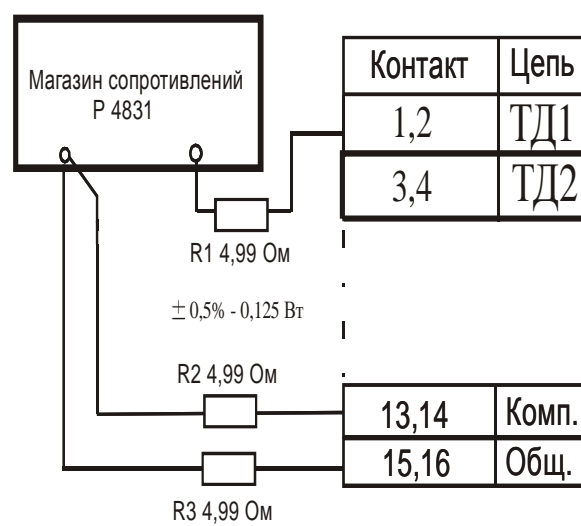 Магазин сопротивлений
Р 4831
Контакт Цепь
1,2 ТД1
3,4 ТД2
R1 4,99 Ом
± 0,5% - 0,125 Вт
R2 4,99 Ом
13,14 Комп.
15,16 Общ.
R3 4,99 Ом